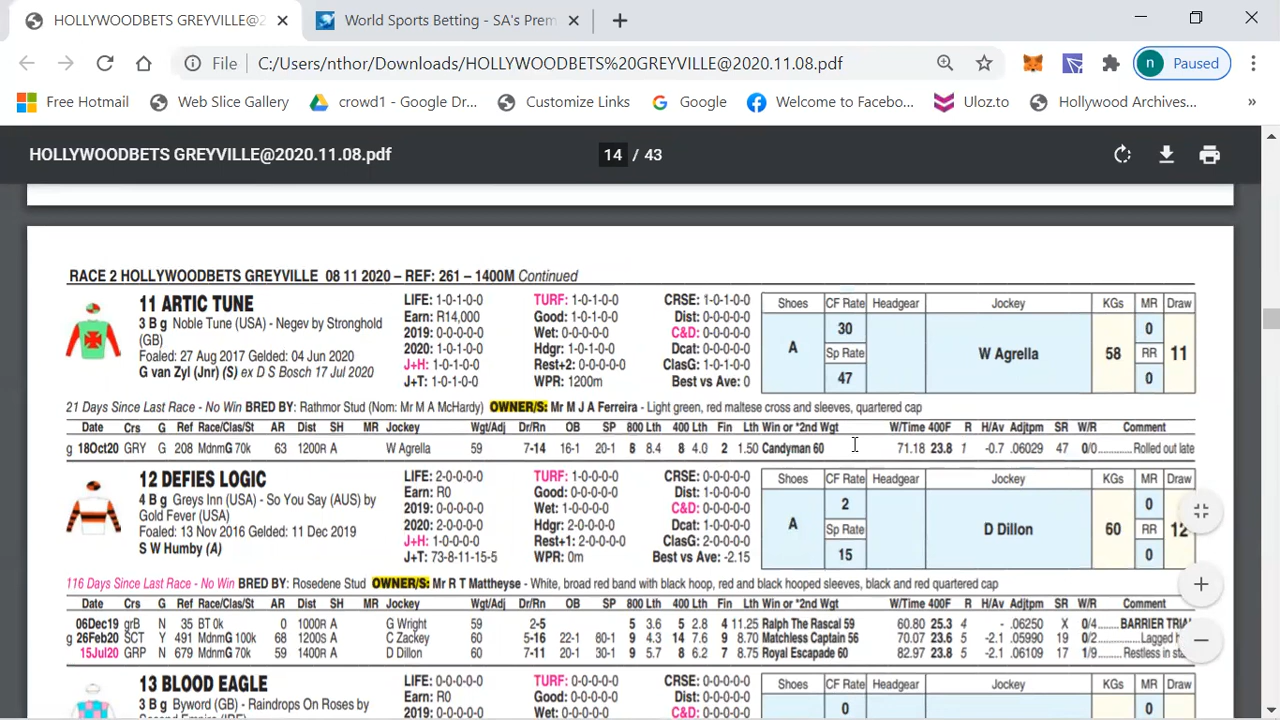 HOLLYWOODBETS GREYVILLE@2
World Sports Betting - SA's Prem
File C:/Users/nthor/Downloads/HOLLYWOODBETS%20GREYVILLE@2020.11.08.pdf n Paused
Free Hotmail Web Slice Gallery crowd1 - Google Dr... Customize Links Google Welcome to Faceb... Uloz.to Hollywood Archives... »
HOLLYWOODBETS GREYVILLE@2020.11.08.pdf 14 / 43
RACE 2 HOLLYWOODBETS GREYVILLE 08 11 2020 – REF: 261 – 1400M Continued
11 ARTIC TUNE LIFE: 1-0-1-0-0 TURF: 1-0-1-0-0 CRSE: 1-0-1-0-0 Shoes CF Rate Headgear Jockey KGs MR Draw
3 B g Noble Tune (USA) - Negev by Stronghold Earn: R14,000 Good: 1-0-1-0-0 Dist: 0-0-0-0-0 30 0
(GB) 2019: 0-0-0-0-0 Wet: 0-0-0-0-0 C&D: 0-0-0-0-0
Foaled: 27 Aug 2017 Gelded: 04 Jun 2020 2020: 1-0-1-0-0 Hdgr: 1-0-1-0-0 Dcat: 0-0-0-0-0 A Sp Rate W Agrella 58 RR 11
G van Zyl (Jnr) (S) ex D S Bosch 17 Jul 2020 J+H: 1-0-1-0-0 Rest+2: 0-0-0-0-0 ClasG: 1-0-1-0-0
J+T: 1-0-1-0-0 WPR: 1200m Best vs Ave: 0 47 0
21 Days Since Last Race - No Win BRED BY: Rathmor Stud (Nom: Mr M A McHardy) OWNER/S: Mr M J A Ferreira - Light green, red maltese cross and sleeves, quartered cap
Date Crs G Ref Race/Clas/St AR Dist SH MR Jockey Wgt/Adj Dr/Rn OB SP 800 Lth 400 Lth Fin Lth Win or *2nd Wgt W/Time 400F R H/Av Adjtpm SR W/R Comment
g 18Oct20 GRY G 208 MdnmG 70k 63 1200R A W Agrella 59 7-14 16-1 20-1 8 8.4 8 4.0 2 1.50 Candyman 60 71.18 23.8 1 -0.7 .06029 47 0/0 ............. Rolled out late
12 DEFIES LOGIC LIFE: 2-0-0-0-0 TURF: 1-0-0-0-0 CRSE: 0-0-0-0-0 Shoes CF Rate Headgear Jockey KGs MR Draw
4 B g Greys Inn (USA) - So You Say (AUS) by Earn: R0 Good: 0-0-0-0-0 Dist: 1-0-0-0-0 2 0
Gold Fever (USA) 2019: 0-0-0-0-0 Wet: 1-0-0-0-0 C&D: 0-0-0-0-0
Foaled: 13 Nov 2016 Gelded: 11 Dec 2019 2020: 2-0-0-0-0 Hdgr: 2-0-0-0-0 Dcat: 1-0-0-0-0 A Sp Rate D Dillon 60 RR 12
S W Humby (A) J+H: 1-0-0-0-0 Rest+1: 2-0-0-0-0 ClasG: 2-0-0-0-0
J+T: 73-8-11-15-5 WPR: 0m Best vs Ave: -2.15 15 0
116 Days Since Last Race - No Win BRED BY: Rosedene Stud OWNER/S: Mr R T Mattheyse - White, broad red band with black hoop, red and black hooped sleeves, black and red quartered cap
Date Crs G Ref Race/Clas/St AR Dist SH MR Jockey Wgt/Adj Dr/Rn OB SP 800 Lth 400 Lth Fin Lth Win or *2nd Wgt W/Time 400F R H/Av Adjtpm SR W/R Comment
06Dec19 grB N 35 BT 0k 0 1000R A G Wright 59 2-5 5 3.6 5 3.8 4 11.25 Ralph The Rascal 59 60.80 25.3 4 - .06250 X 0/4 ........ BARRIER TRIA
g 26Feb20 SCT Y 491 MdnmG 100k 68 1200S A C Zackey 60 5-16 22-1 80-1 9 4.3 14 7.6 9 8.70 Matchless Captain 56 70.07 23.6 5 -2.1 .05990 19 0/2 ............. Lagged
15Jul20 GRP N 679 MdnmG 70k 59 1400R A D Dillon 60 7-11 20-1 30-1 9 5.7 8 6.2 7 8.75 Royal Escapade 60 82.97 23.8 5 -2.1 .06109 17 1/9 ......... Restless in sta
13 BLOOD EAGLE LIFE: 0-0-0-0-0 TURF: 0-0-0-0-0 CRSE: 0-0-0-0-0 Shoes CF Rate Headgear Jockey KGs MR Draw
3 B g Byword (GB) - Raindrops On Roses by Earn: R0 Good: 0-0-0-0-0 Dist: 0-0-0-0-0 0 0
2019: 0-0-0-0-0 Wet: 0-0-0-0-0 C&D: 0-0-0-0-0